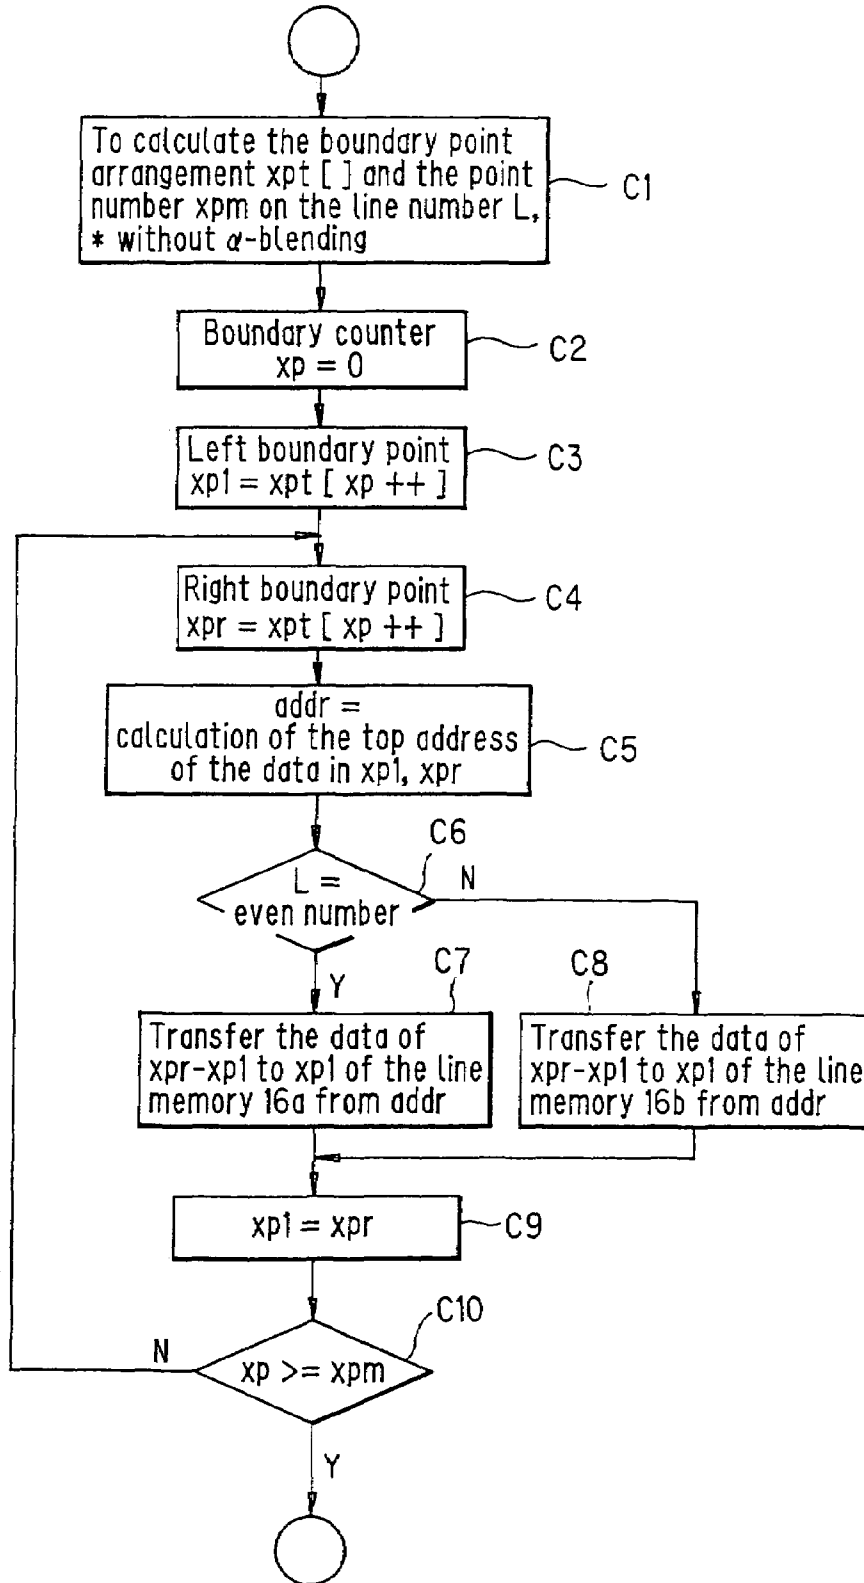 To calculate the boundary point
arrangement xpt [ ] and the point
number xpm on the line number L,
* without α-blending
C1
Boundary counter
xp = 0
C2
Left boundary point
xp1 = xpt [ xp ++ ]
C3
Right boundary point
xpr = xpt [ xp ++ ]
C4
addr =
calculation of the top address
of the data in xp1, xpr
C5
C6
L =
even number
N
Y
C7
C8
Transfer the data of
xpr-xp1 to xp1 of the line
memory 16a from addr
Transfer the data of
xpr-xp1 to xp1 of the line
memory 16b from addr
xp1 = xpr
C9
C10
N
xp >= xpm
Y